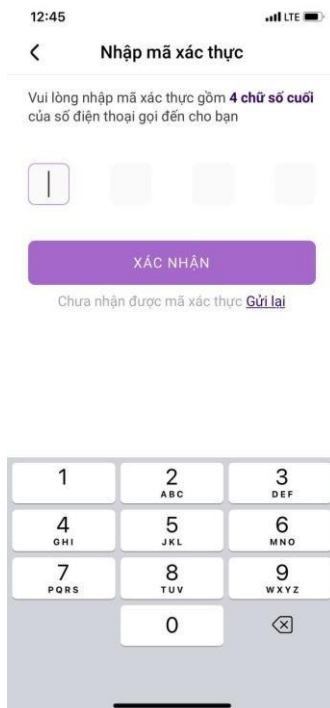 12:45
LTE
Nhập mã xác thực
Vui lòng nhập mã xác thực gồm 4 chữ số cuối
của số điện thoại gọi đến cho bạn
XÁC NHẬN
Chưa nhận được mã xác thực Gửi lại
1 2 3
ABC DEF
4 5 6
GHI JKL MNO
7 8 9
PQRS TUV WXYZ
0